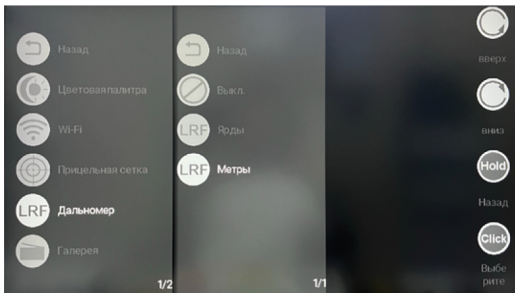 Назад
Цветовая палитра
Wi-Fi
Прицельная сетка
LRF Дальномер
Галерея
1/2
Назад
Выкл.
LRF Ярды
LRF Метры
1/1
вверх
вниз
Hold
Назад
Click
Выбе
рите